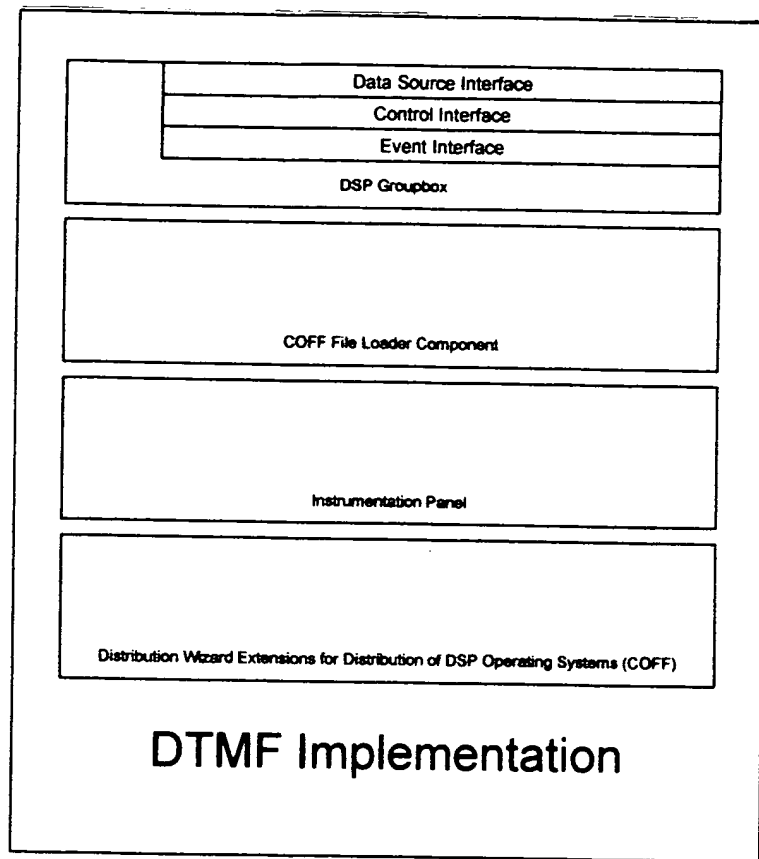 Data Source Interface
Control Interface
Event Interface
DSP Groupbox
COFF File Loader Component
Instrumentation Panel
Distribution Wizard Extensions for Distribution of DSP Operating Systems (COFF)
DTMF Implementation